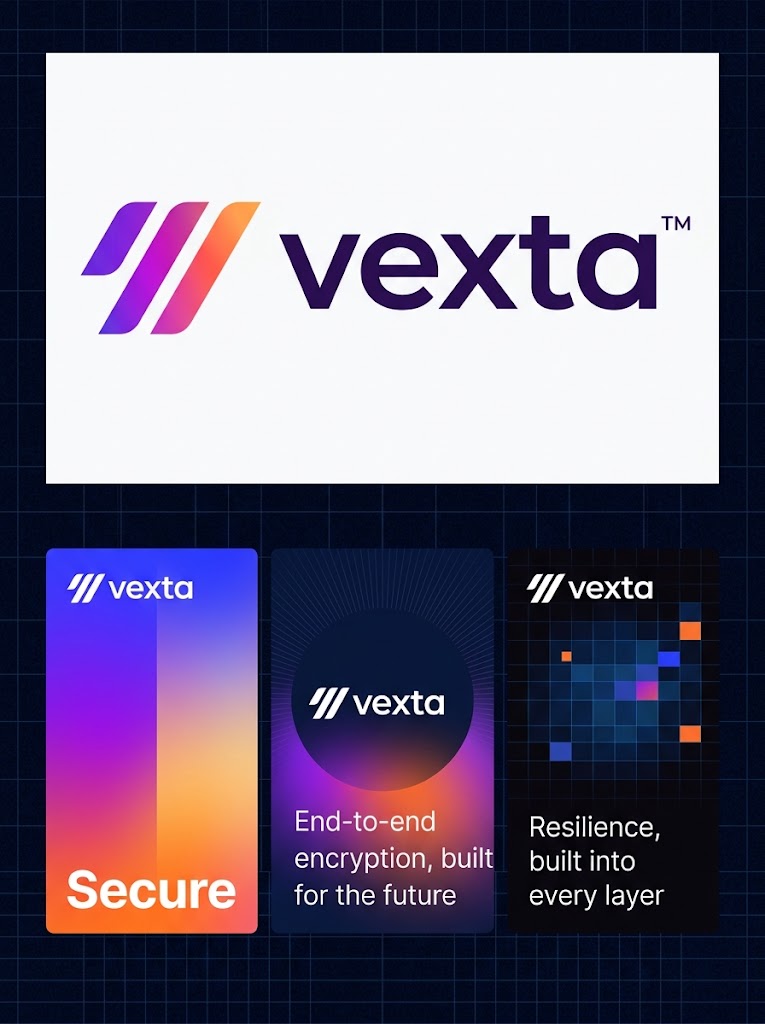 vexta™
vexta
Secure
vexta
End-to-end
encryption, built
for the future
vexta
Resilience,
built into
every layer